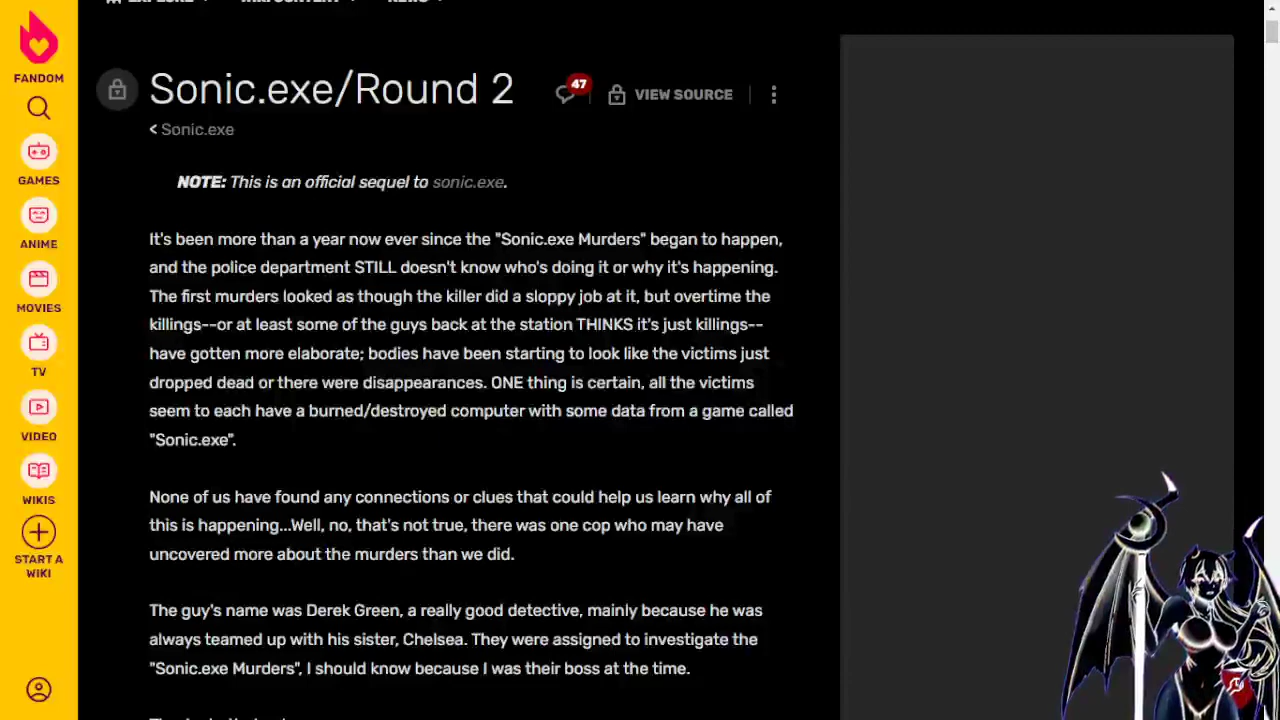 FANDOM
GAMES
ANIME
MOVIES
TV
VIDEO
WIKIS
START A
WIKI
Sonic.exe/Round 2
47
VIEW SOURCE
< Sonic.exe
NOTE: This is an official sequel to sonic.exe.
It's been more than a year now ever since the "Sonic.exe Murders" began to happen,
and the police department STILL doesn't know who's doing it or why it's happening.
The first murders looked as though the killer did a sloppy job at it, but overtime the
killings--or at least some of the guys back at the station THINKS it's just killings--
have gotten more elaborate; bodies have been starting to look like the victims just
dropped dead or there were disappearances. ONE thing is certain, all the victims
seem to each have a burned/destroyed computer with some data from a game called
"Sonic.exe".
None of us have found any connections or clues that could help us learn why all of
this is happening...Well, no, that's not true, there was one cop who may have
uncovered more about the murders than we did.
The guy's name was Derek Green, a really good detective, mainly because he was
always teamed up with his sister, Chelsea. They were assigned to investigate the
"Sonic.exe Murders", I should know because I was their boss at the time.